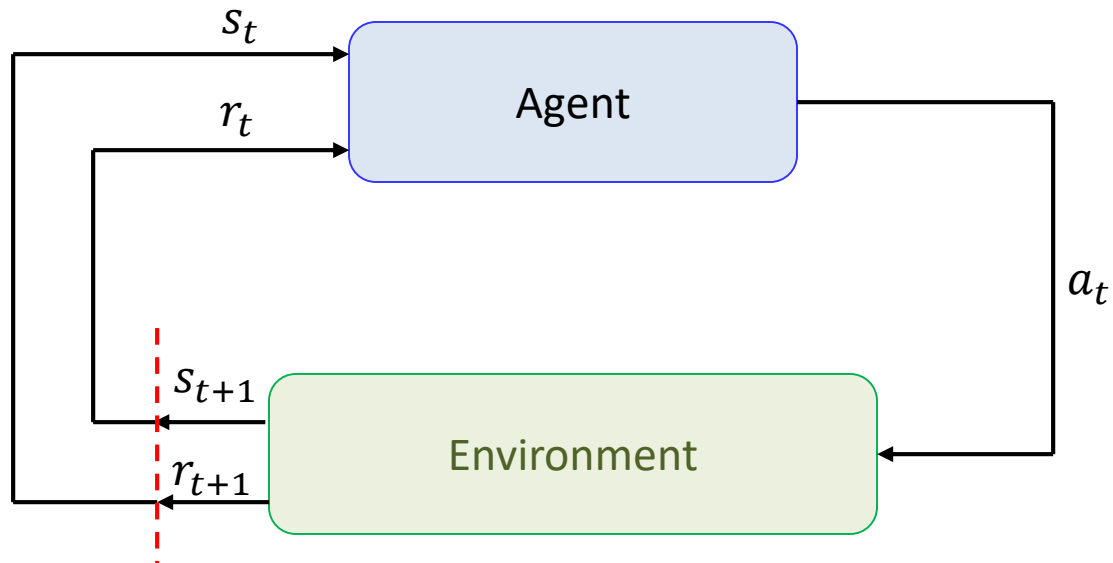 s_t
Agent
r_t
a_t
s_{t+1}
Environment
r_{t+1}